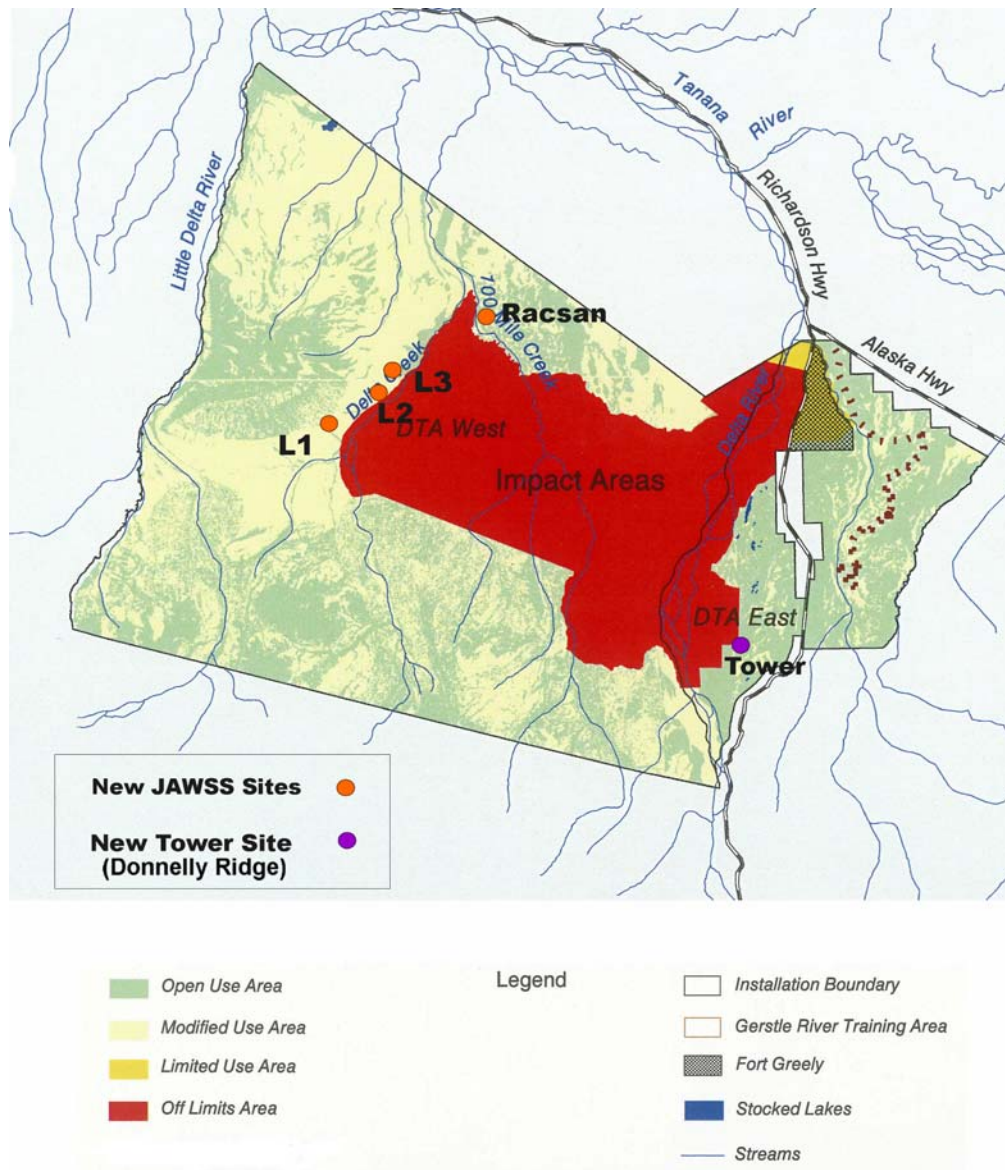 Tanana
River
Little Delta River
Richardson Hwy
100 Mile Creek
Racsan
Alaska Hwy
Delta Creek
L3
L2
DTA West
L1
Delta River
Impact Areas
DTA East
Tower
New JAWSS Sites
New Tower Site
(Donnelly Ridge)
Legend
Open Use Area
Modified Use Area
Limited Use Area
Off Limits Area
Installation Boundary
Gerstle River Training Area
Fort Greely
Stocked Lakes
Streams